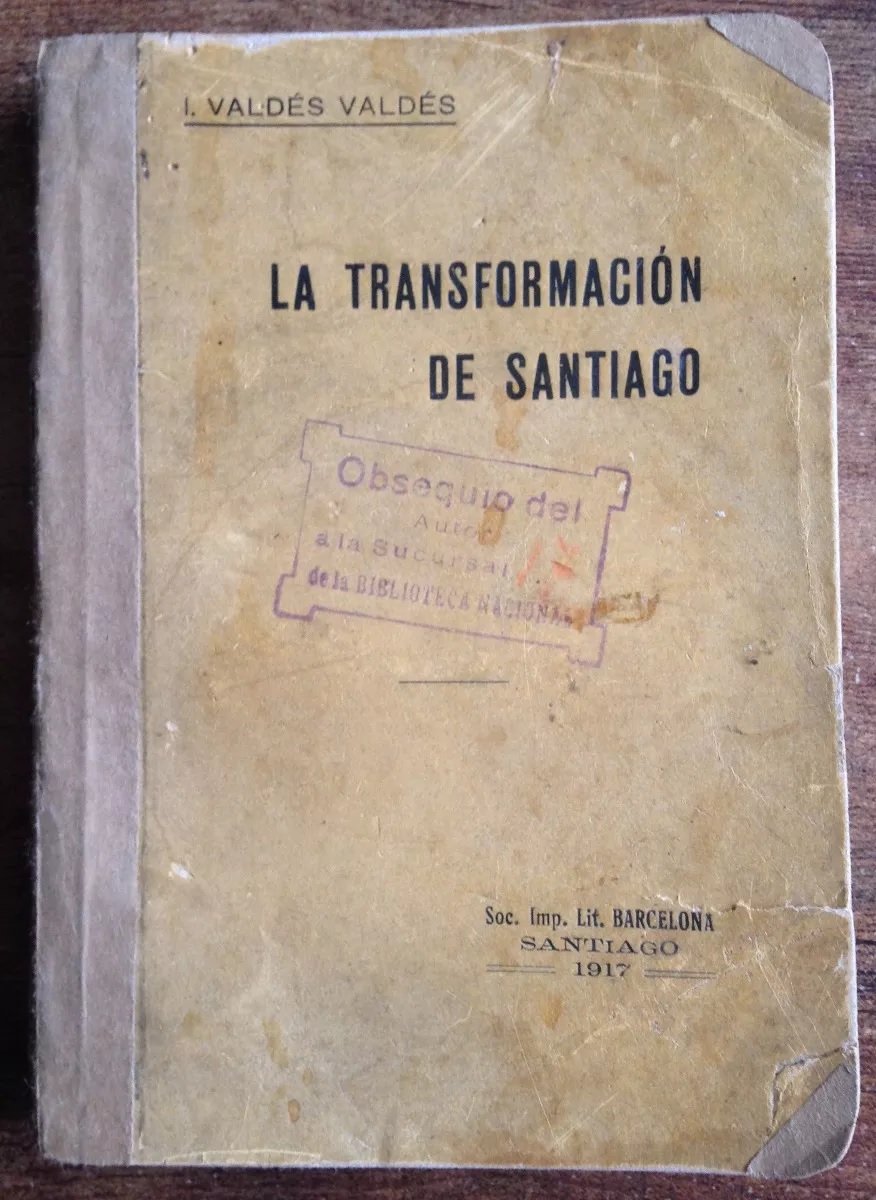 I. VALDÉS VALDÉS
LA TRANSFORMACIÓN
DE SANTIAGO
Obsequio del
Autor
a la Sucursal
de la BIBLIOTECA NACIONAL
Soc. Imp. Lit. BARCELONA
SANTIAGO
1917